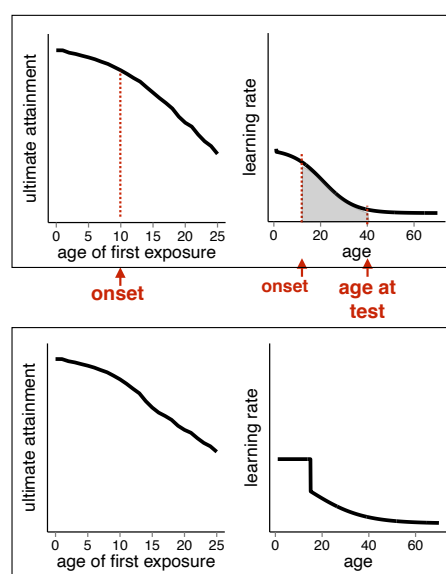 ultimate attainment
0 5 10 15 20 25
age of first exposure
learning rate
0 20 40 60
age
onset
onset
age at
test
ultimate attainment
0 5 10 15 20 25
age of first exposure
learning rate
0 20 40 60
age